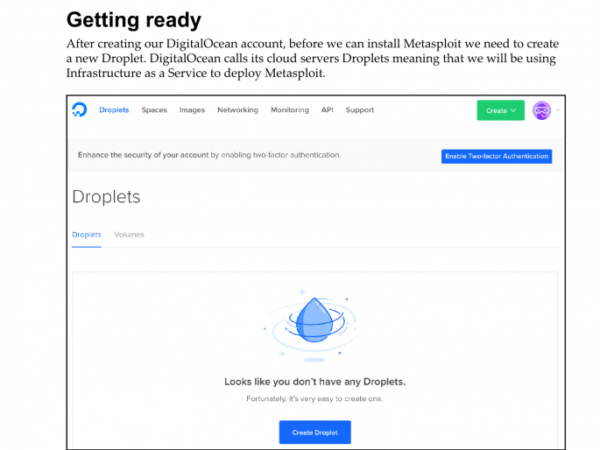 Getting ready
After creating our DigitalOcean account, before we can install Metasploit we need to create
a new Droplet. DigitalOcean calls its cloud servers Droplets meaning that we will be using
Infrastructure as a Service to deploy Metasploit.
Droplets Spaces Images Networking Monitoring API Support Create
Enhance the security of your account by enabling two-factor authentication. Enable Two-factor Authentication
Droplets
Droplets Volumes
Looks like you don't have any Droplets.
Fortunately, it's very easy to create one.
Create Droplet